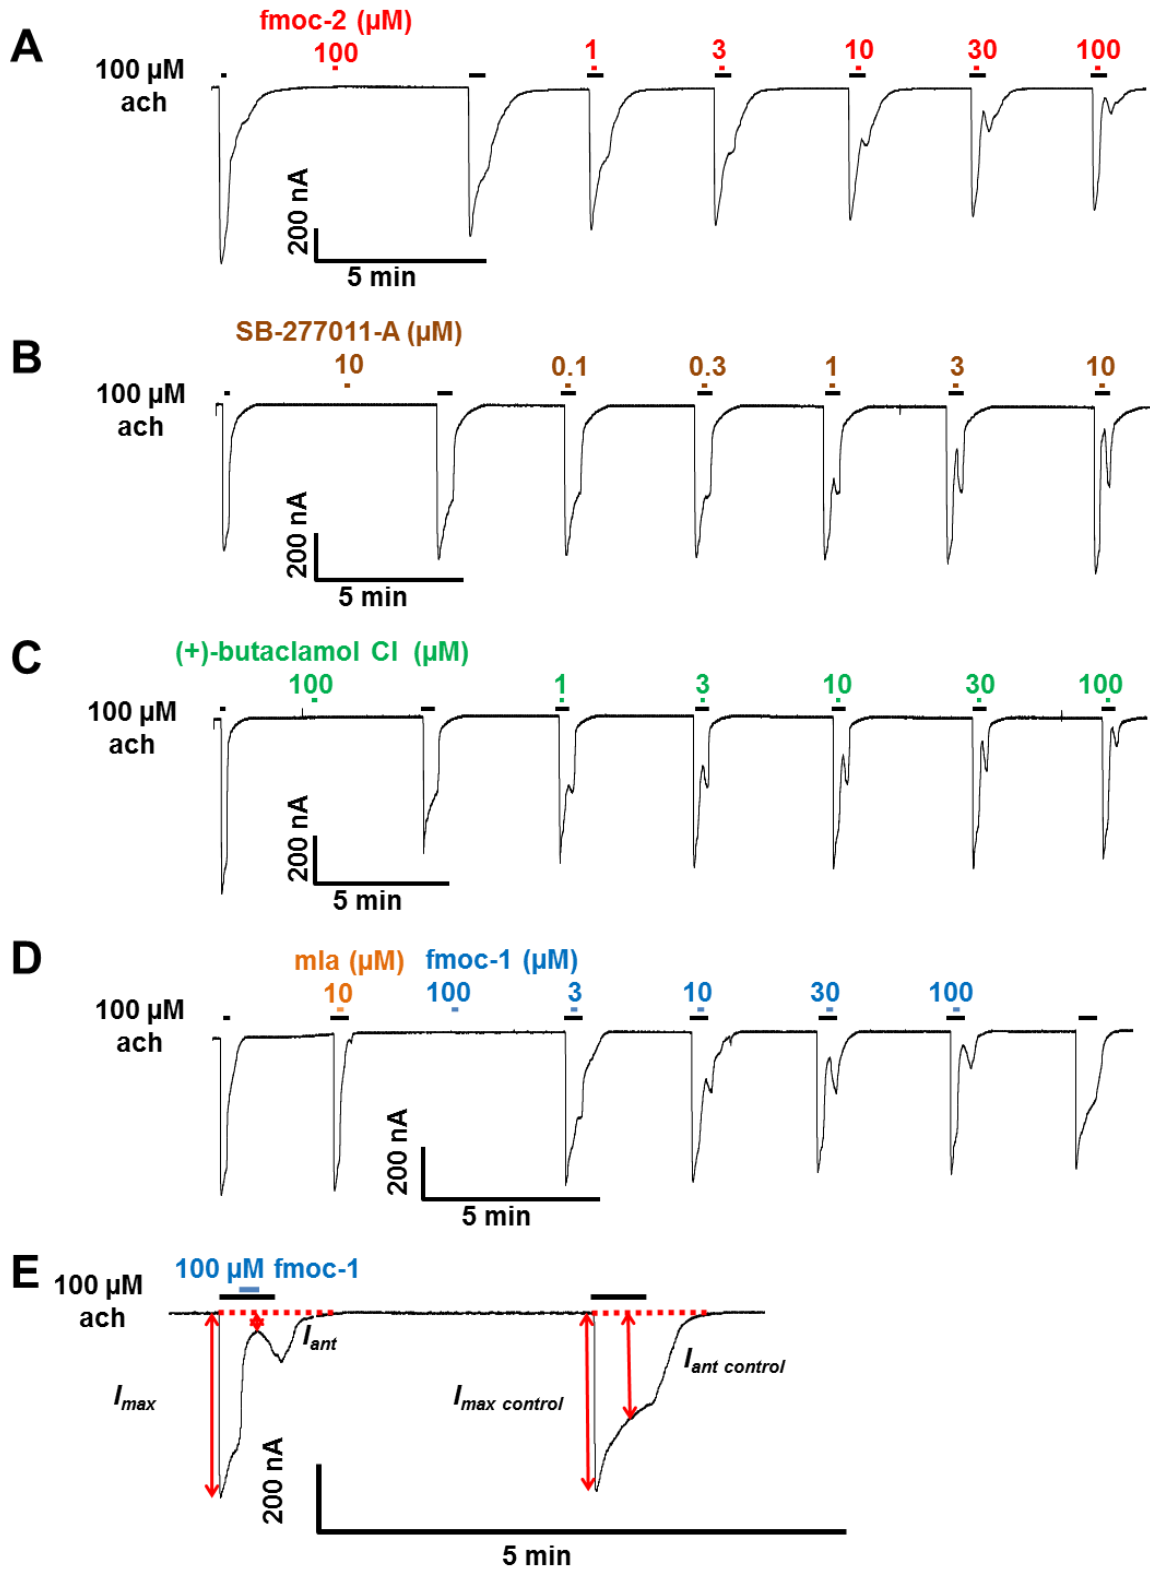 A
fmoc-2 (µM)
100 1 3 10 30 100
100 µM
ach
200 nA
5 min
B
SB-277011-A (µM)
10 0.1 0.3 1 3 10
100 µM
ach
200 nA
5 min
C
(+)-butaclamol Cl (µM)
100 1 3 10 30 100
100 µM
ach
200 nA
5 min
D
mla (µM) fmoc-1 (µM)
10 100 3 10 30 100
100 µM
ach
200 nA
5 min
E
100 µM fmoc-1
100 µM
ach
Iant
Iant control
Imax
Imax control
200 nA
5 min